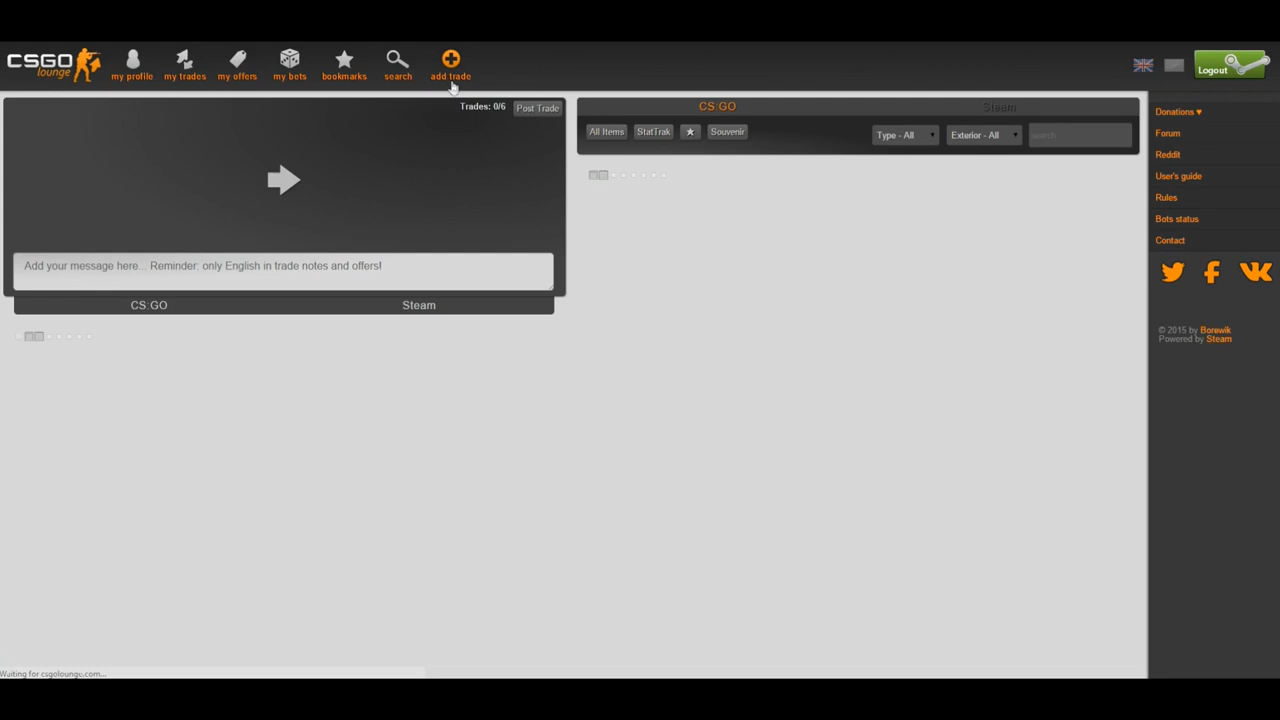 CSGO
lounge
my profile
my trades
my offers
my bets
bookmarks
search
add trade
Logout
Trades: 0/6
Post Trade
Add your message here... Reminder: only English in trade notes and offers!
CS:GO
Steam
CS:GO
Steam
All Items
StatTrak
★
Souvenir
Type - All
Exterior - All
search
Donations ♥
Forum
Reddit
User's guide
Rules
Bots status
Contact
© 2015 by Borewik
Powered by Steam
Waiting for csgolounge.com...